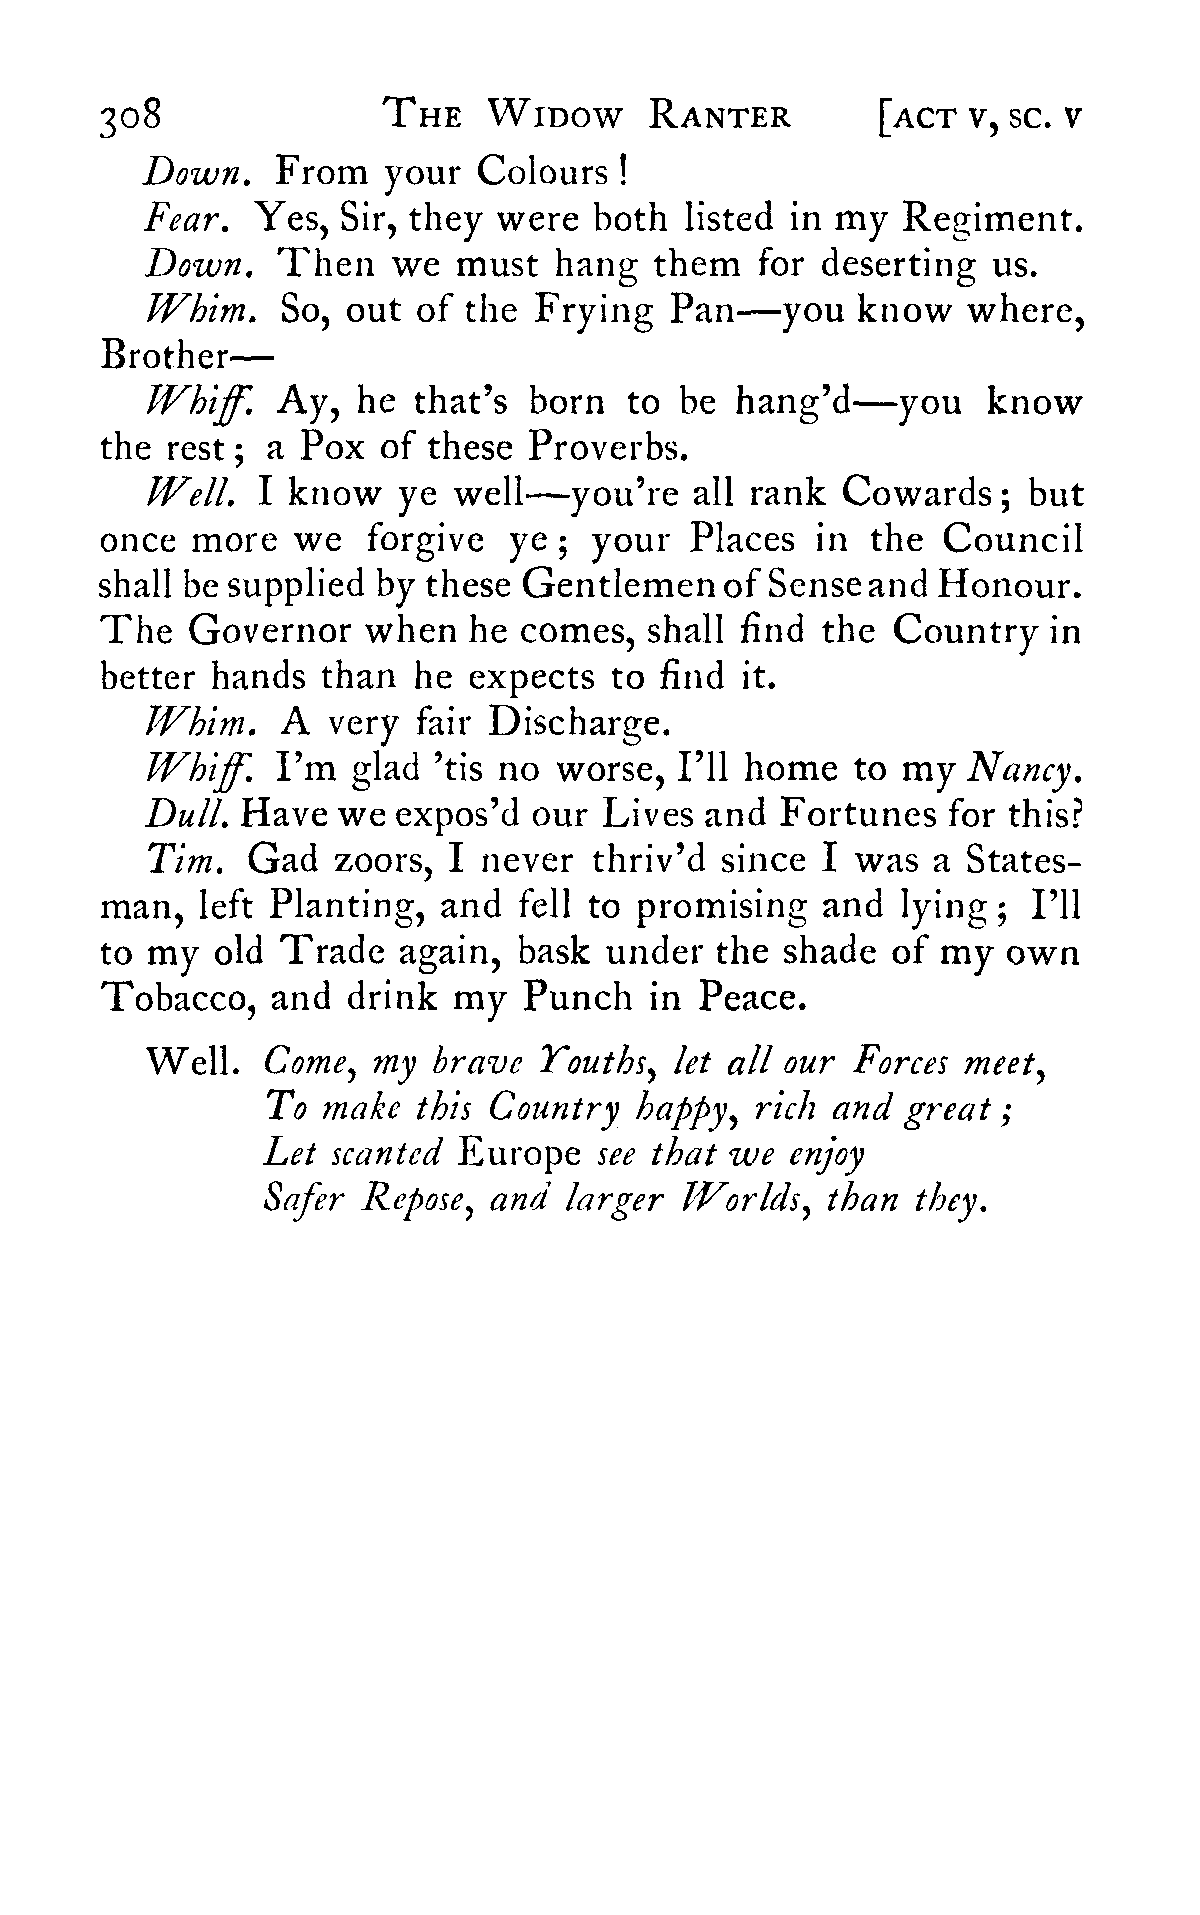 308 The Widow Ranter [act v, sc. v
Down. From your Colours!
Fear. Yes, Sir, they were both listed in my Regiment.
Down. Then we must hang them for deserting us.
Whim. So, out of the Frying Pan—you know where,
Brother—
Whiff. Ay, he that's born to be hang'd—you know
the rest; a Pox of these Proverbs.
Well. I know ye well—you're all rank Cowards; but
once more we forgive ye; your Places in the Council
shall be supplied by these Gentlemen of Sense and Honour.
The Governor when he comes, shall find the Country in
better hands than he expects to find it.
Whim. A very fair Discharge.
Whiff. I'm glad 'tis no worse, I'll home to my Nancy.
Dull. Have we expos'd our Lives and Fortunes for this?
Tim. Gad zoors, I never thriv'd since I was a States-
man, left Planting, and fell to promising and lying; I'll
to my old Trade again, bask under the shade of my own
Tobacco, and drink my Punch in Peace.
Well. Come, my brave Youths, let all our Forces meet,
To make this Country happy, rich and great;
Let scanted Europe see that we enjoy
Safer Repose, and larger Worlds, than they.